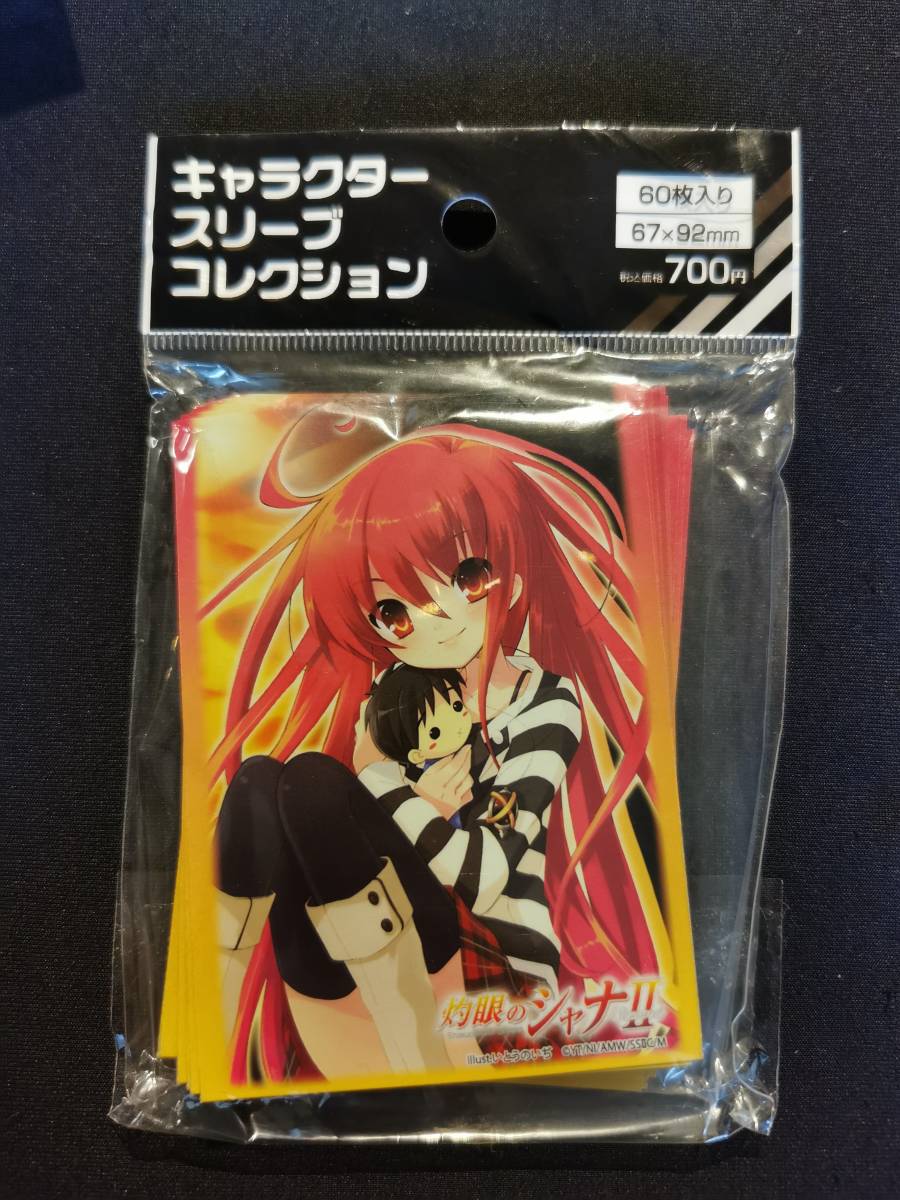 キャラクター
スリーブ
コレクション
60枚入り
67×92mm
税込価格 700円
灼眼のシャナII
Illust.いとうのいぢ ©YT/NI/AMW/SSIIC/M